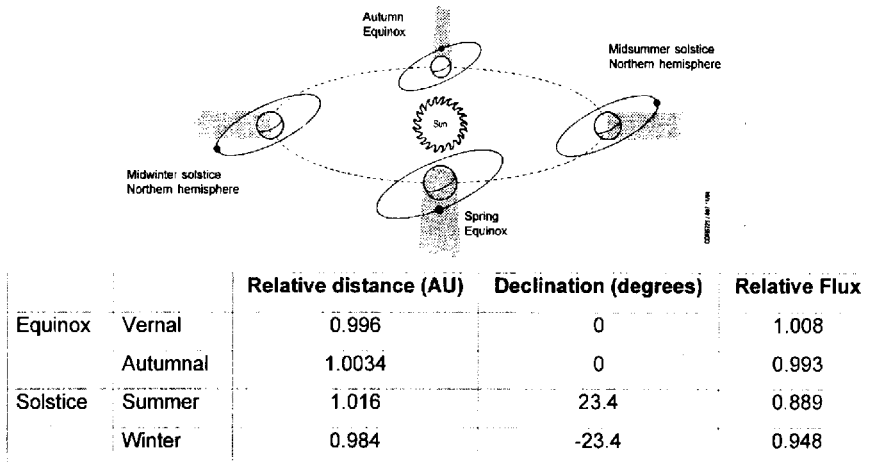 Autumn
Equinox
Midsummer solstice
Northern hemisphere
Sun
Midwinter solstice
Northern hemisphere
Spring
Equinox
Relative distance (AU) Declination (degrees) Relative Flux
Equinox Vernal 0.996 0 1.008
Autumnal 1.0034 0 0.993
Solstice Summer 1.016 23.4 0.889
Winter 0.984 -23.4 0.948